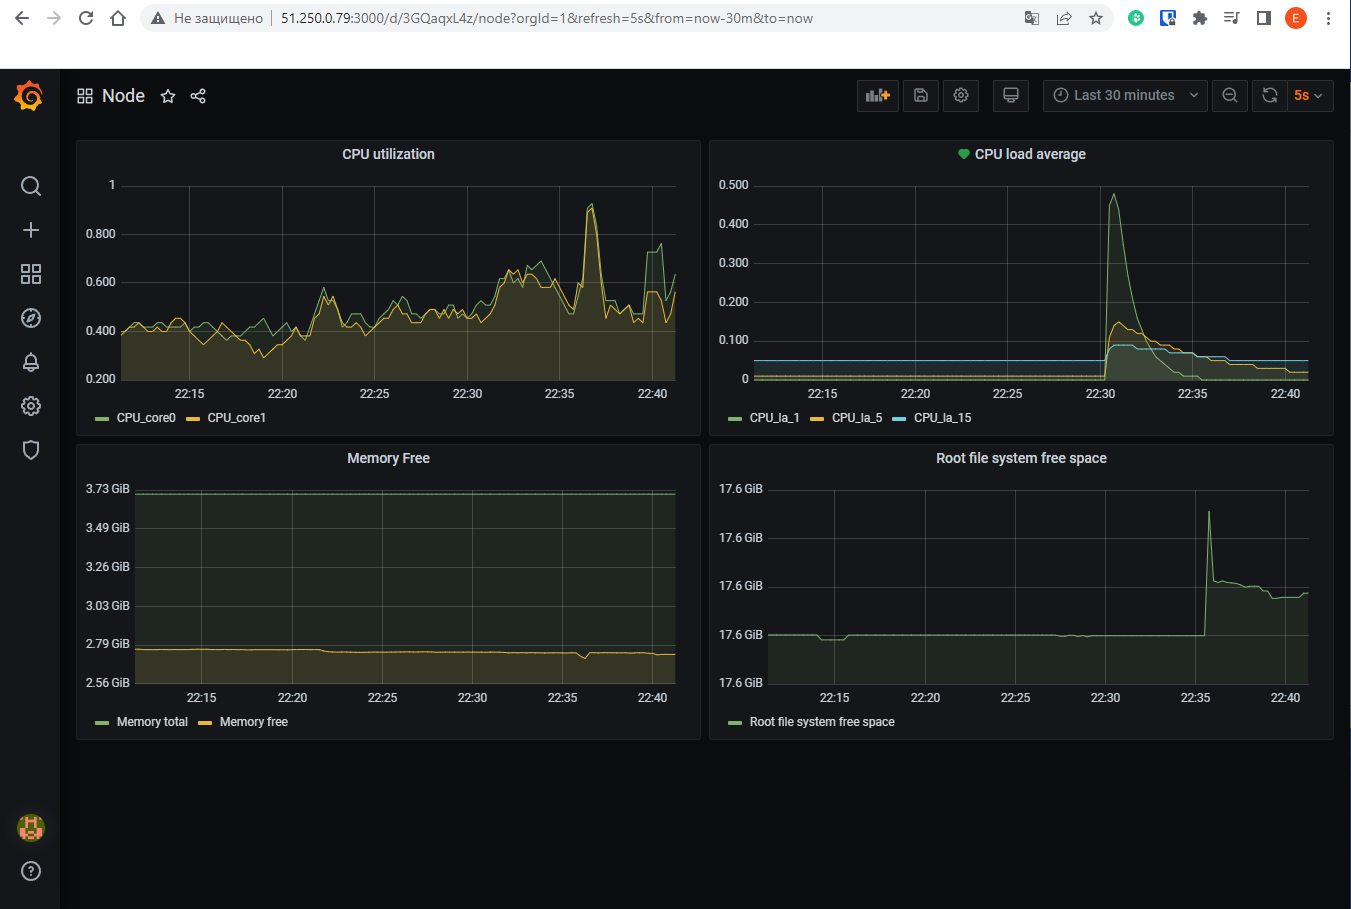 Не защищено 51.250.0.79:3000/d/3GQaqxL4z/node?orgId=1&refresh=5s&from=now-30m&to=now
E
Node
Last 30 minutes
5s
CPU utilization
1
0.800
0.600
0.400
0.200
22:15 22:20 22:25 22:30 22:35 22:40
CPU_core0 CPU_core1
CPU load average
0.500
0.400
0.300
0.200
0.100
0
22:15 22:20 22:25 22:30 22:35 22:40
CPU_la_1 CPU_la_5 CPU_la_15
Memory Free
3.73 GiB
3.49 GiB
3.26 GiB
3.03 GiB
2.79 GiB
2.56 GiB
22:15 22:20 22:25 22:30 22:35 22:40
Memory total Memory free
Root file system free space
17.6 GiB
17.6 GiB
17.6 GiB
17.6 GiB
17.6 GiB
22:15 22:20 22:25 22:30 22:35 22:40
Root file system free space